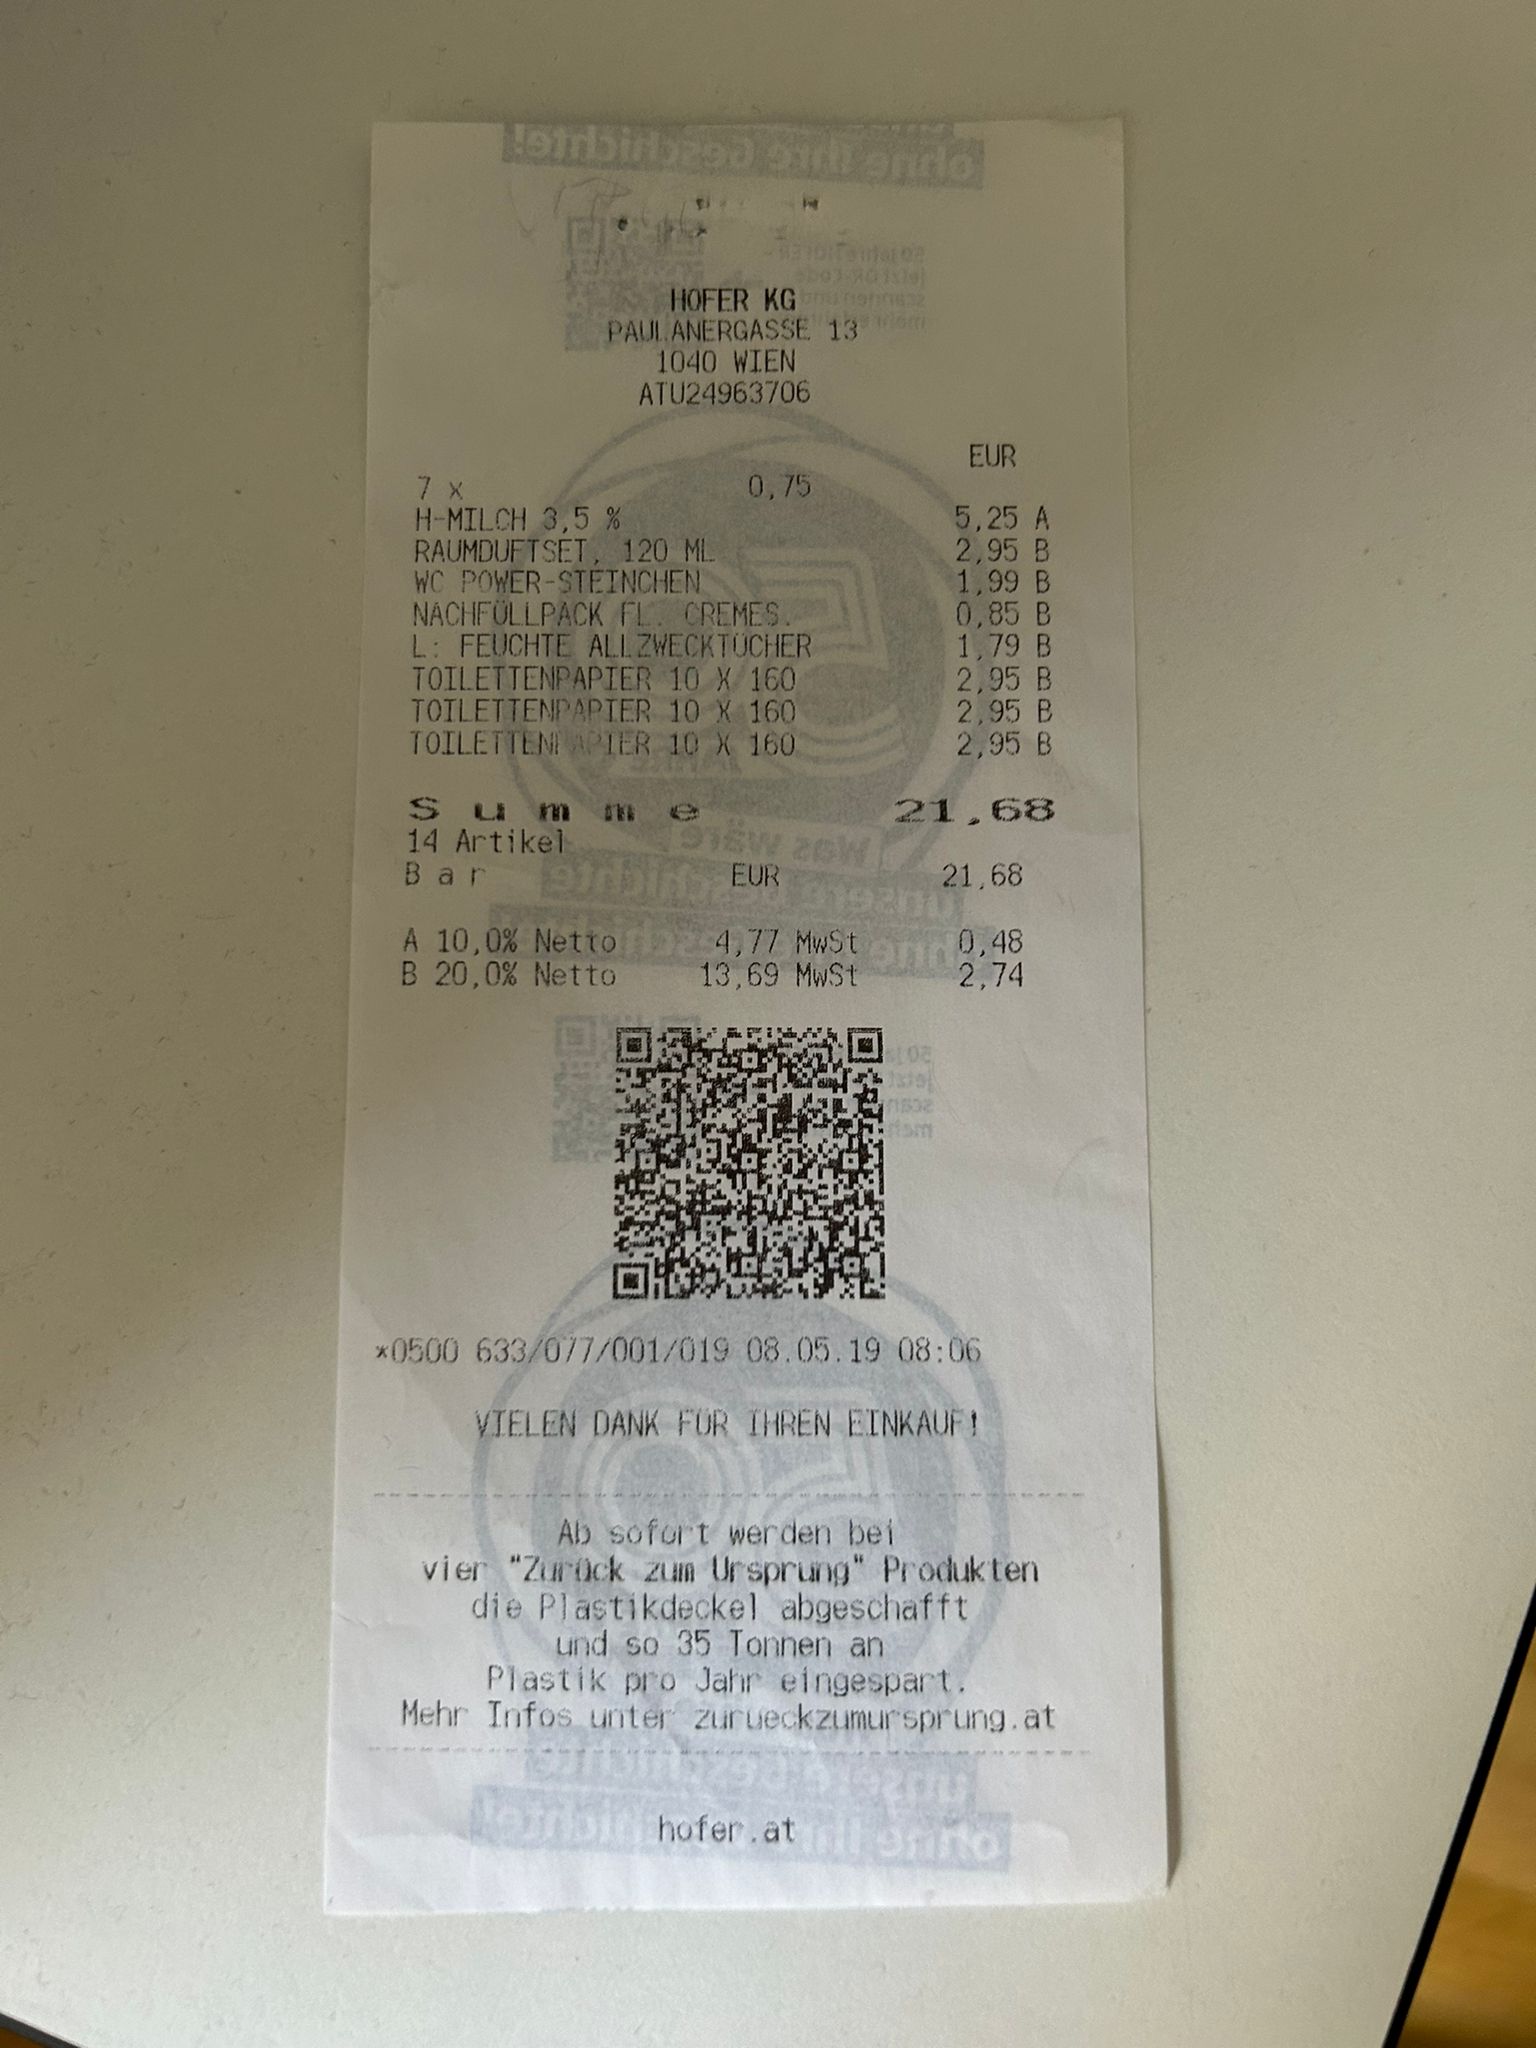 HOFER KG
PAULANERGASSE 13
1040 WIEN
ATU24963706
EUR
7 x 0,75
H-MILCH 3,5 % 5,25 A
RAUMDUFTSET, 120 ML 2,95 B
WC POWER-STEINCHEN 1,99 B
NACHFÜLLPACK FL. CREMES. 0,85 B
L: FEUCHTE ALLZWECKTÜCHER 1,79 B
TOILETTENPAPIER 10 X 160 2,95 B
TOILETTENPAPIER 10 X 160 2,95 B
TOILETTENPAPIER 10 X 160 2,95 B
Summe 21,68
14 Artikel
Bar EUR 21,68
A 10,0% Netto 4,77 MwSt 0,48
B 20,0% Netto 13,69 MwSt 2,74
*0500 633/077/001/019 08.05.19 08:06
VIELEN DANK FÜR IHREN EINKAUF!
Ab sofort werden bei
vier "Zurück zum Ursprung" Produkten
die Plastikdeckel abgeschafft
und so 35 Tonnen an
Plastik pro Jahr eingespart.
Mehr Infos unter zurueckzumursprung.at
hofer.at